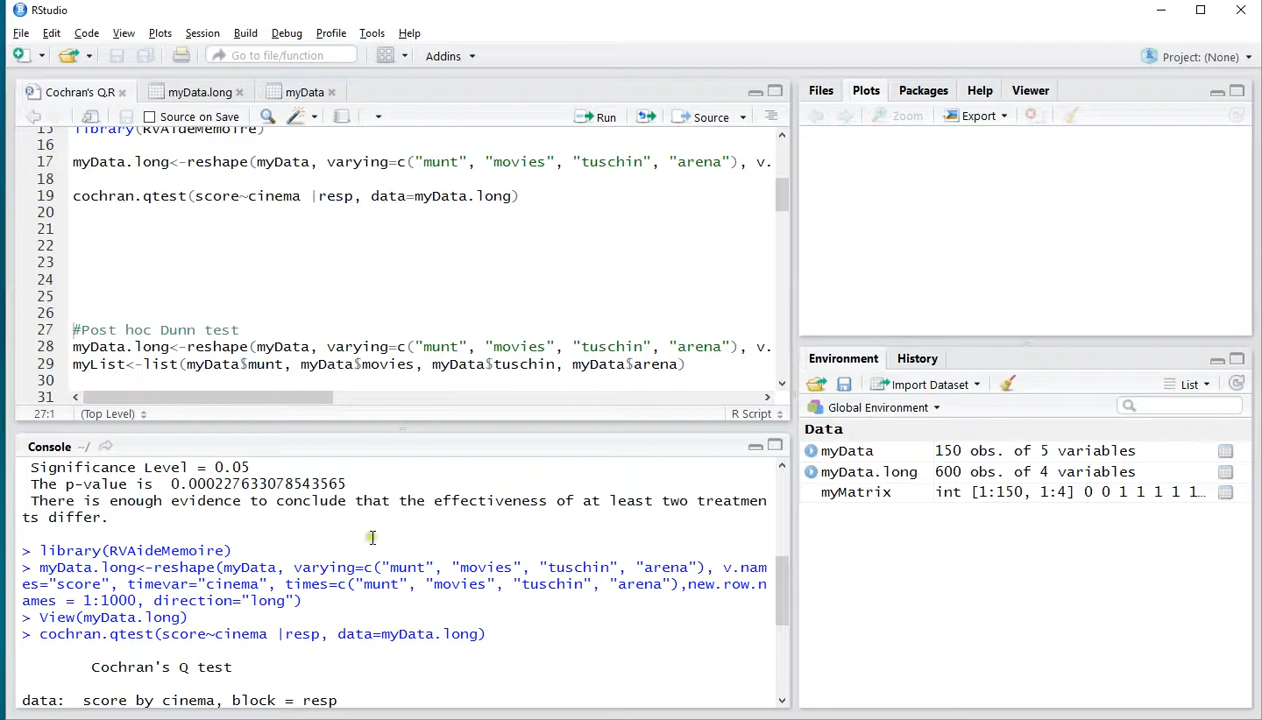 RStudio
File Edit Code View Plots Session Build Debug Profile Tools Help
Go to file/function Addins Project: (None)
Cochran's Q.R myData.long myData
Source on Save Run Source
15 library(RVAideMemoire)
16
17 myData.long<-reshape(myData, varying=c("munt", "movies", "tuschin", "arena"), v.
18
19 cochran.qtest(score~cinema |resp, data=myData.long)
20
21
22
23
24
25
26
27 #Post hoc Dunn test
28 myData.long<-reshape(myData, varying=c("munt", "movies", "tuschin", "arena"), v.
29 myList<-list(myData$munt, myData$movies, myData$tuschin, myData$arena)
30
31
27:1 (Top Level) R Script
Console ~/
Significance Level = 0.05
The p-value is 0.000227633078543565
There is enough evidence to conclude that the effectiveness of at least two treatmen
ts differ.
> library(RVAideMemoire)
> myData.long<-reshape(myData, varying=c("munt", "movies", "tuschin", "arena"), v.nam
es="score", timevar="cinema", times=c("munt", "movies", "tuschin", "arena"),new.row.n
ames = 1:1000, direction="long")
> View(myData.long)
> cochran.qtest(score~cinema |resp, data=myData.long)
Cochran's Q test
data: score by cinema, block = resp
Files Plots Packages Help Viewer
Zoom Export
Environment History
Import Dataset List
Global Environment
Data
myData 150 obs. of 5 variables
myData.long 600 obs. of 4 variables
myMatrix int [1:150, 1:4] 0 0 1 1 1 1 1…